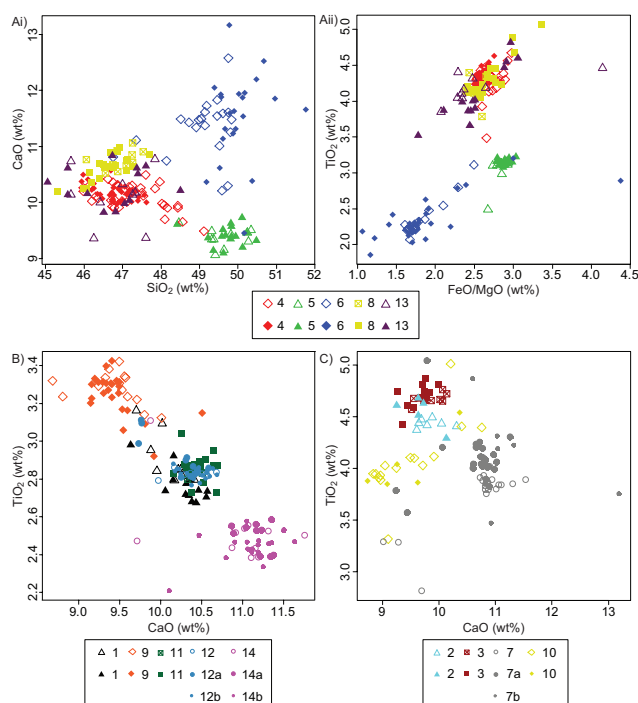 Ai)
CaO (wt%)
13
12
11
10
9
45 46 47 48 49 50 51 52
SiO2 (wt%)
Aii)
TiO2 (wt%)
5.0
4.5
4.0
3.5
3.0
2.5
2.0
1.0 1.5 2.0 2.5 3.0 3.5 4.0 4.5
FeO/MgO (wt%)
4 5 6 8 13
4 5 6 8 13
B)
TiO2 (wt%)
3.4
3.2
3.0
2.8
2.6
2.4
2.2
9.0 9.5 10.0 10.5 11.0 11.5
CaO (wt%)
1 9 11 12 14
1 9 11 12a 14a
12b 14b
C)
TiO2 (wt%)
5.0
4.5
4.0
3.5
3.0
9 10 11 12 13
CaO (wt%)
2 3 7 10
2 3 7a 10
7b